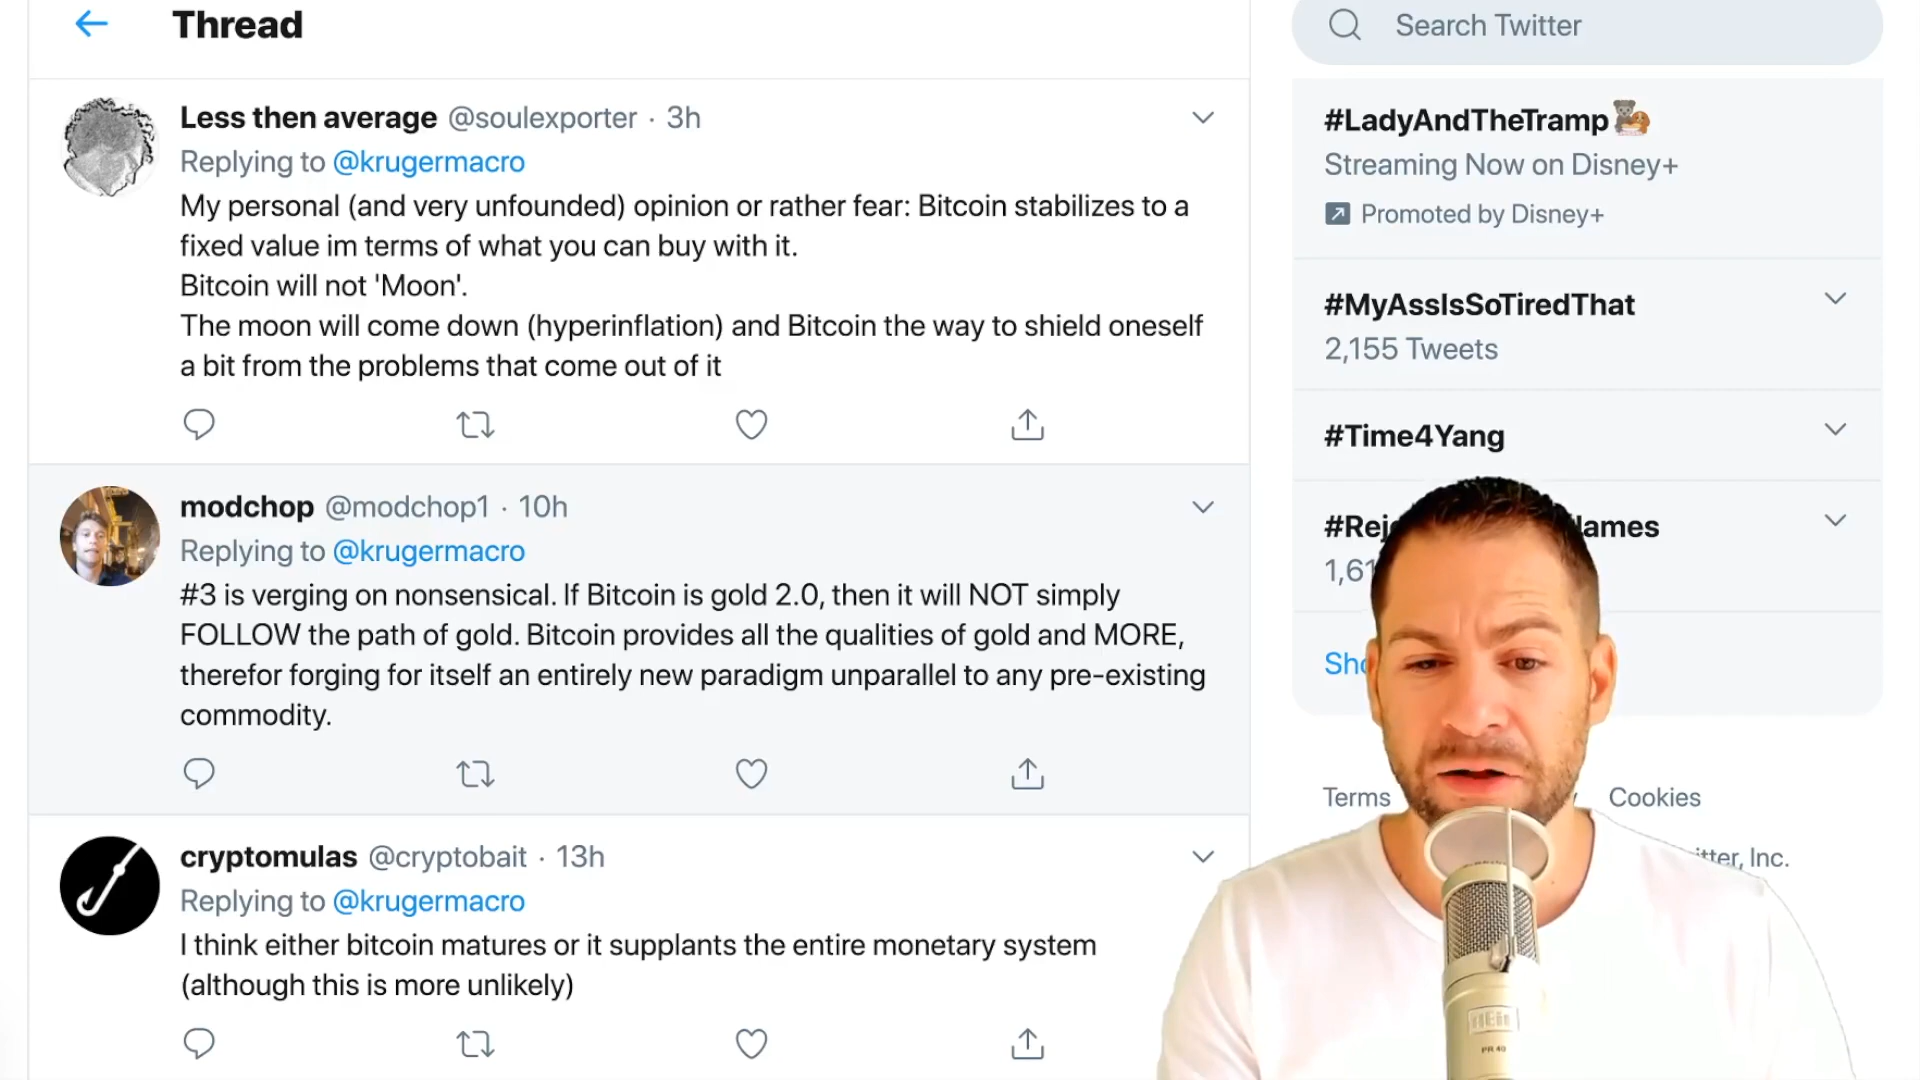 Thread
Search Twitter
Less then average @soulexporter · 3h
Replying to @krugermacro
My personal (and very unfounded) opinion or rather fear: Bitcoin stabilizes to a
fixed value im terms of what you can buy with it.
Bitcoin will not 'Moon'.
The moon will come down (hyperinflation) and Bitcoin the way to shield oneself
a bit from the problems that come out of it
modchop @modchop1 · 10h
Replying to @krugermacro
#3 is verging on nonsensical. If Bitcoin is gold 2.0, then it will NOT simply
FOLLOW the path of gold. Bitcoin provides all the qualities of gold and MORE,
therefor forging for itself an entirely new paradigm unparallel to any pre-existing
commodity.
cryptomulas @cryptobait · 13h
Replying to @krugermacro
I think either bitcoin matures or it supplants the entire monetary system
(although this is more unlikely)
#LadyAndTheTramp
Streaming Now on Disney+
Promoted by Disney+
#MyAssIsSoTiredThat
2,155 Tweets
#Time4Yang
Terms
Cookies
Inc.
PR 40